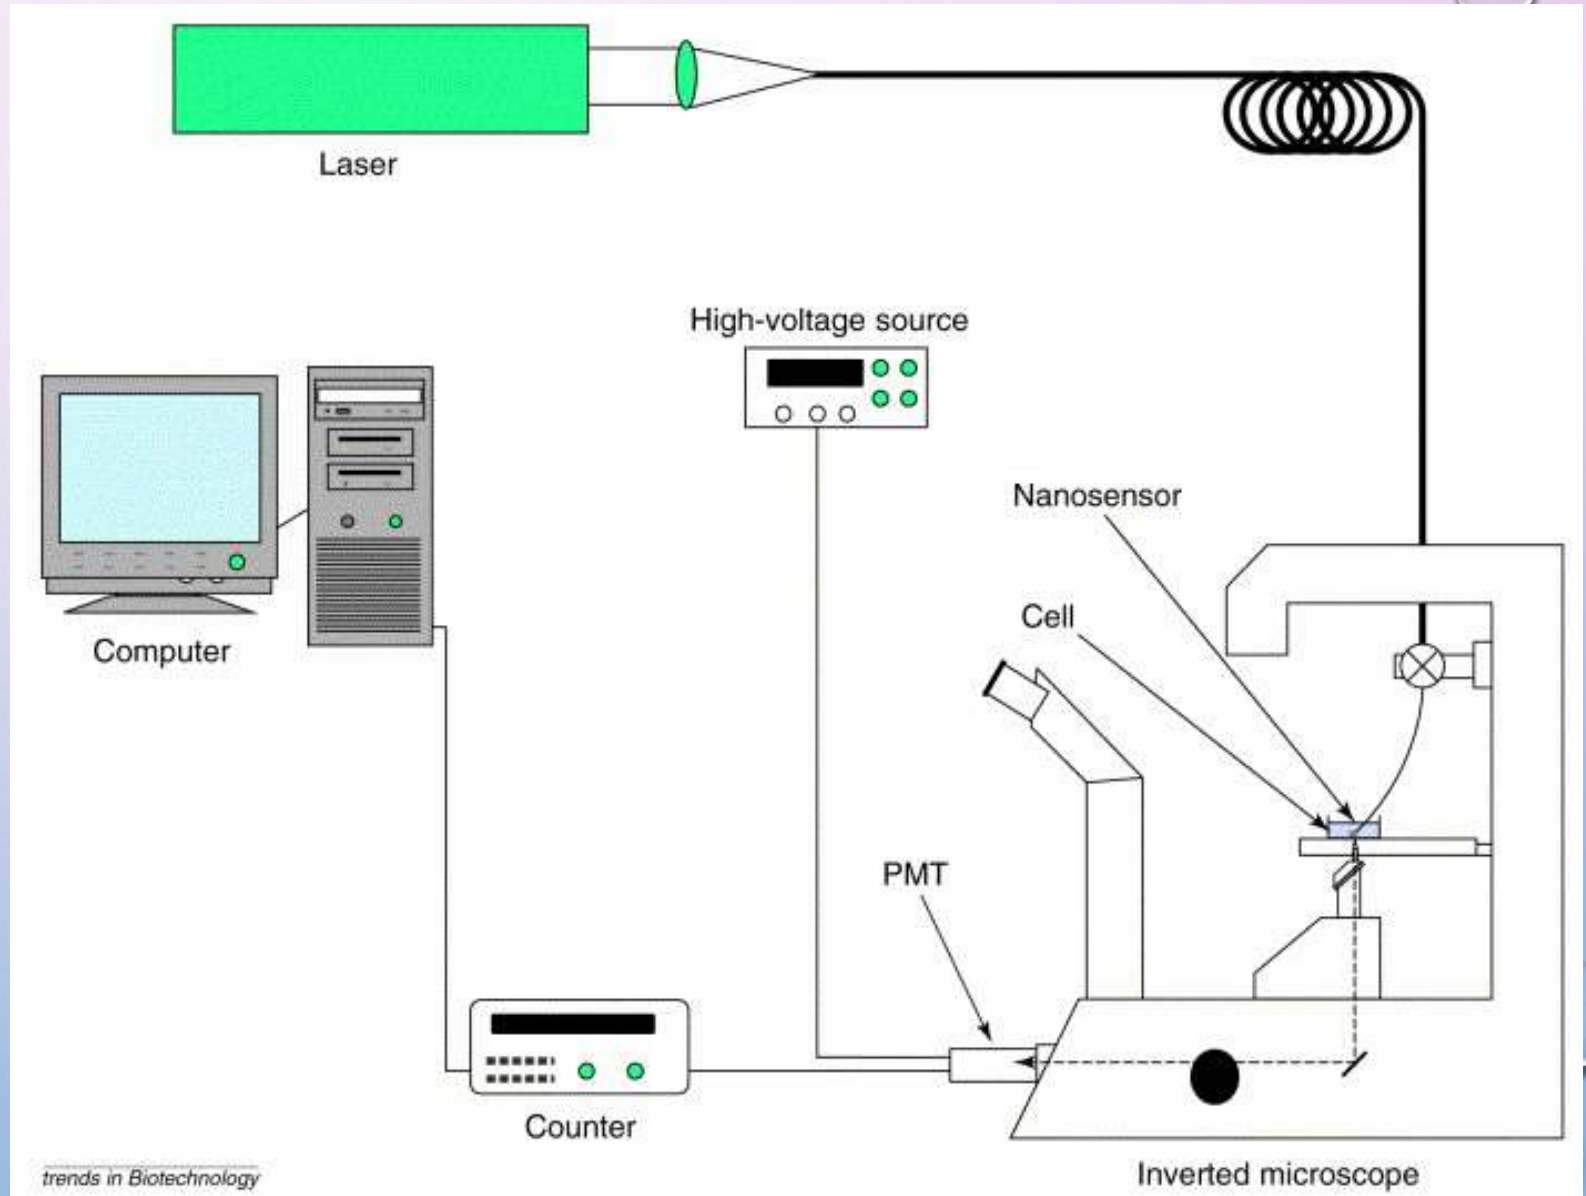 Laser
High-voltage source
Nanosensor
Cell
Computer
PMT
Counter
Inverted microscope
trends in Biotechnology